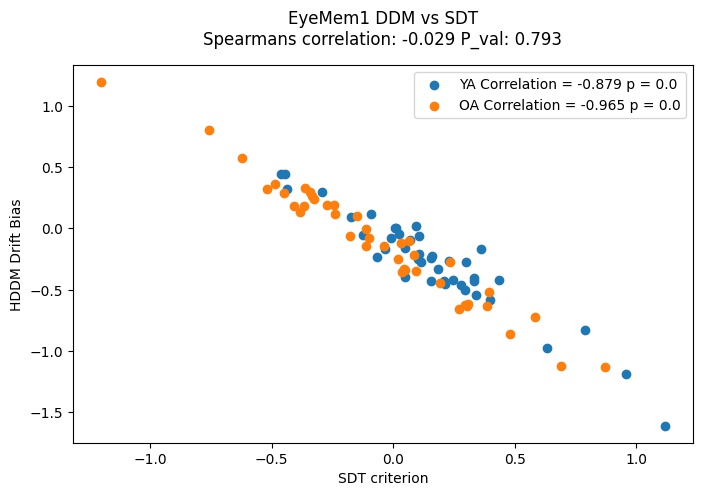 EyeMem1 DDM vs SDT
Spearmans correlation: -0.029 P_val: 0.793
YA Correlation = -0.879 p = 0.0
OA Correlation = -0.965 p = 0.0
HDDM Drift Bias
1.0
0.5
0.0
−0.5
−1.0
−1.5
−1.0
−0.5
0.0
0.5
1.0
SDT criterion